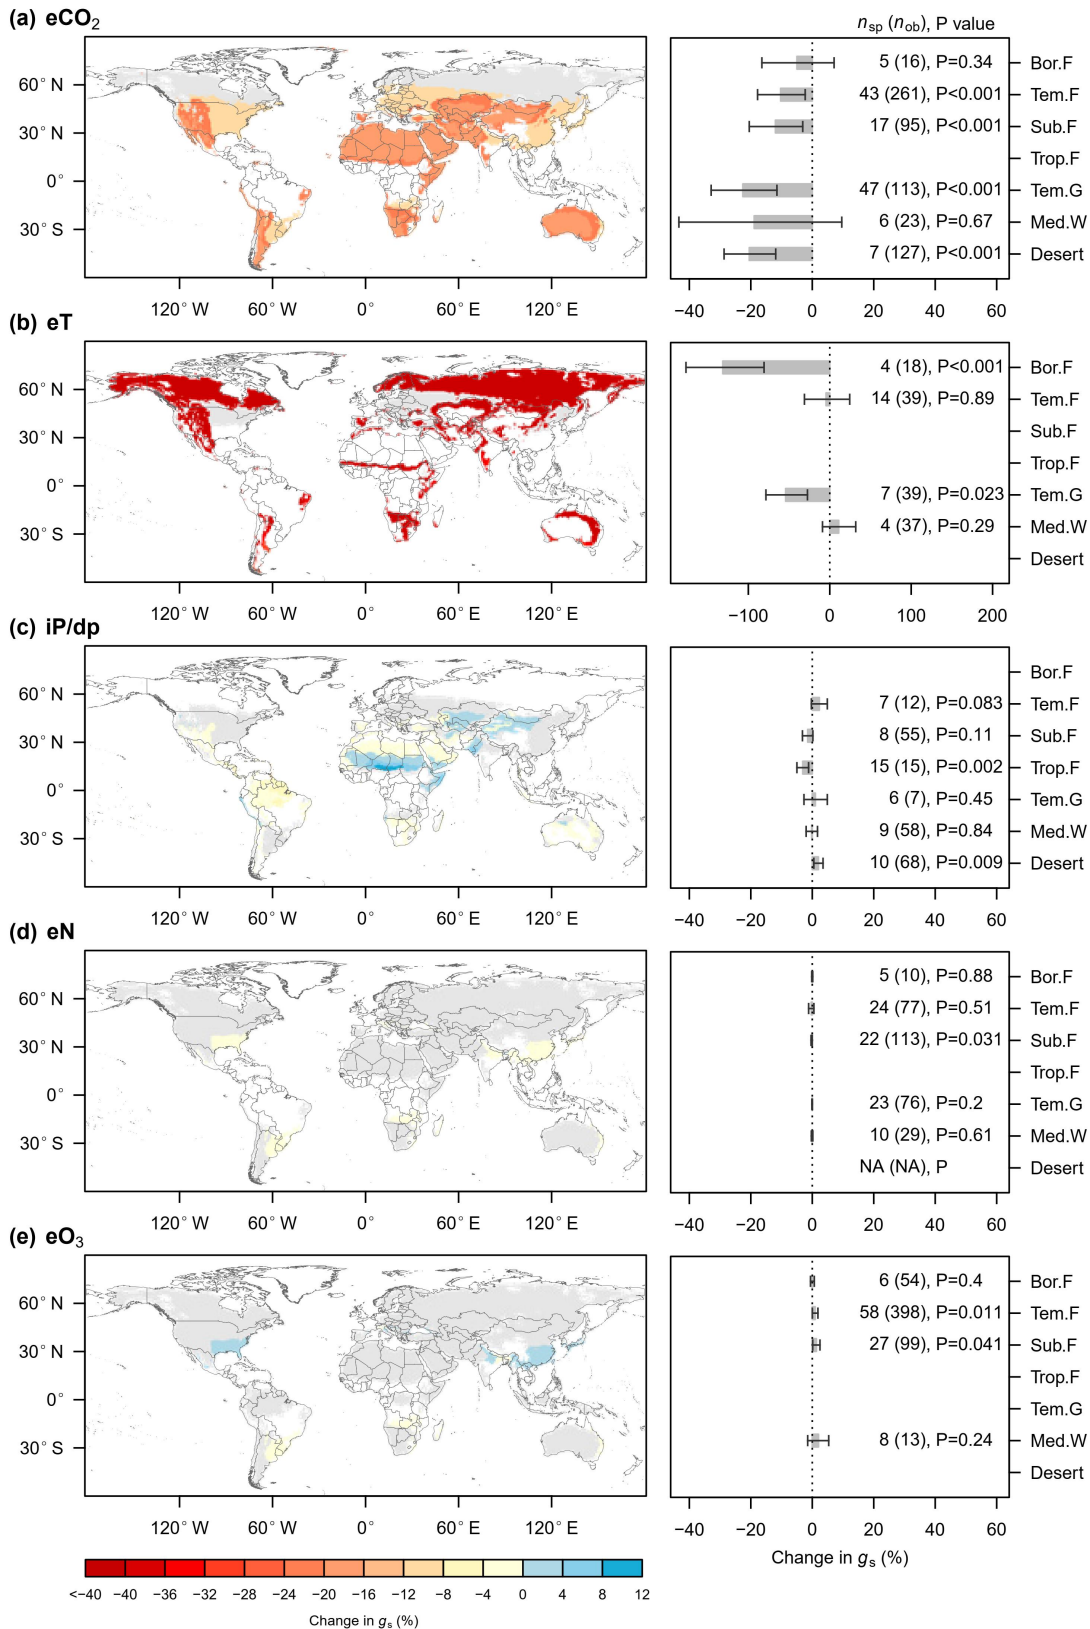 (a) eCO₂
n_sp (n_ob), P value
60° N
30° N
0°
30° S
120° W 60° W 0° 60° E 120° E
5 (16), P=0.34 Bor.F
43 (261), P<0.001 Tem.F
17 (95), P<0.001 Sub.F
Trop.F
47 (113), P<0.001 Tem.G
6 (23), P=0.67 Med.W
7 (127), P<0.001 Desert
−40 −20 0 20 40 60
(b) eT
60° N
30° N
0°
30° S
120° W 60° W 0° 60° E 120° E
4 (18), P<0.001 Bor.F
14 (39), P=0.89 Tem.F
Sub.F
Trop.F
7 (39), P=0.023 Tem.G
4 (37), P=0.29 Med.W
Desert
−100 0 100 200
(c) iP/dp
60° N
30° N
0°
30° S
120° W 60° W 0° 60° E 120° E
Bor.F
7 (12), P=0.083 Tem.F
8 (55), P=0.11 Sub.F
15 (15), P=0.002 Trop.F
6 (7), P=0.45 Tem.G
9 (58), P=0.84 Med.W
10 (68), P=0.009 Desert
−40 −20 0 20 40 60
(d) eN
60° N
30° N
0°
30° S
120° W 60° W 0° 60° E 120° E
5 (10), P=0.88 Bor.F
24 (77), P=0.51 Tem.F
22 (113), P=0.031 Sub.F
Trop.F
23 (76), P=0.2 Tem.G
10 (29), P=0.61 Med.W
NA (NA), P Desert
−40 −20 0 20 40 60
(e) eO₃
60° N
30° N
0°
30° S
120° W 60° W 0° 60° E 120° E
6 (54), P=0.4 Bor.F
58 (398), P=0.011 Tem.F
27 (99), P=0.041 Sub.F
Trop.F
Tem.G
8 (13), P=0.24 Med.W
Desert
−40 −20 0 20 40 60
Change in gₛ (%)
<−40 −40 −36 −32 −28 −24 −20 −16 −12 −8 −4 0 4 8 12
Change in gₛ (%)